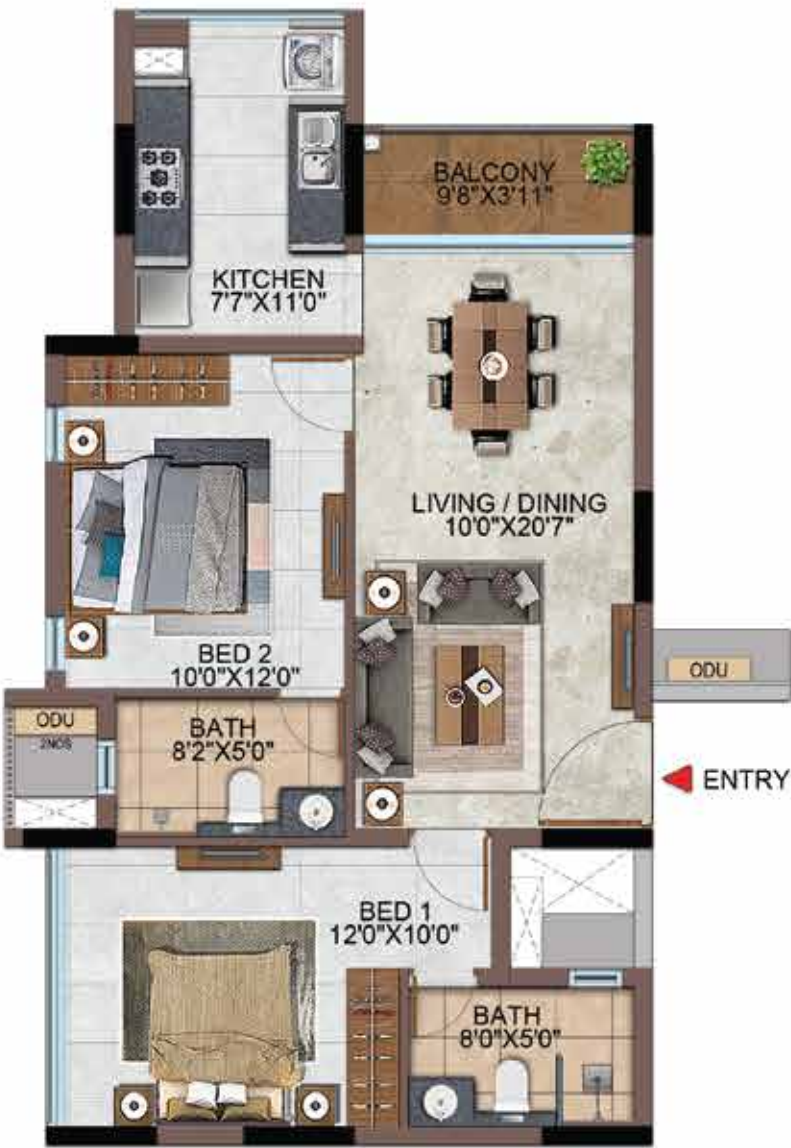 BALCONY
9'8"X3'11"
KITCHEN
7'7"X11'0"
LIVING / DINING
10'0"X20'7"
BED 2
10'0"X12'0"
ODU
ODU
2NOS
BATH
8'2"X5'0"
ENTRY
BED 1
12'0"X10'0"
BATH
8'0"X5'0"